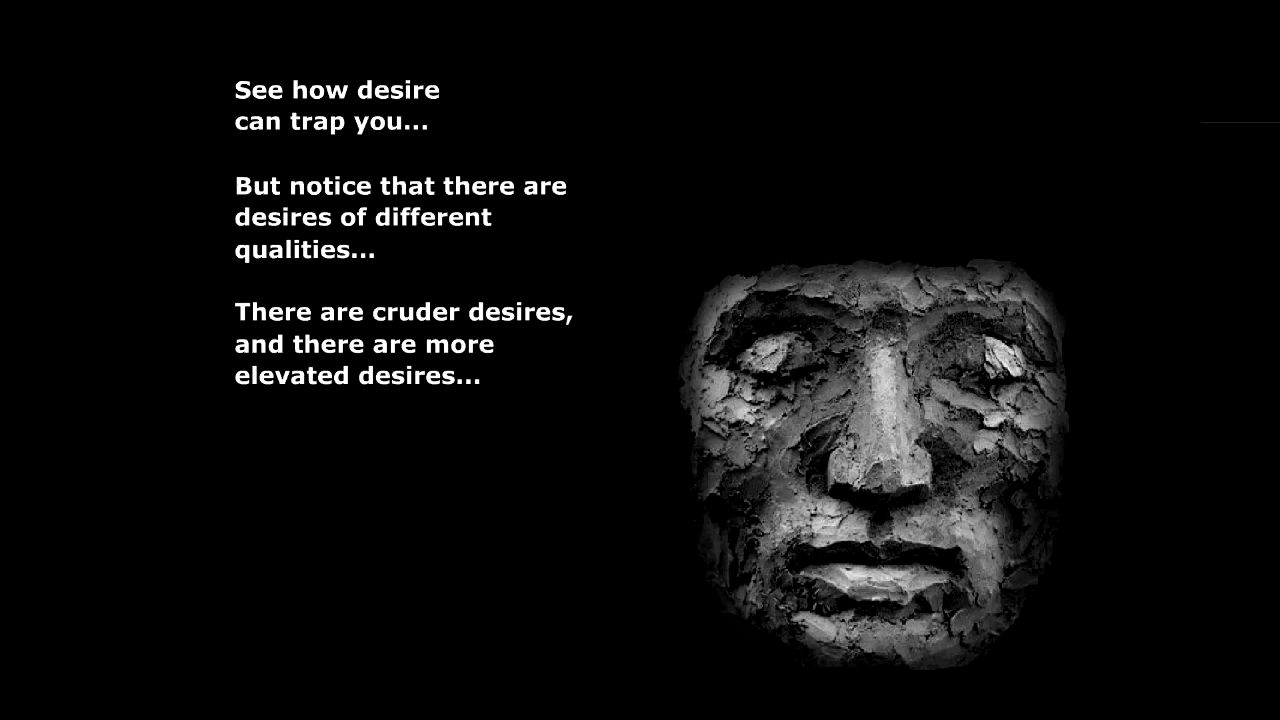 See how desire
can trap you...
But notice that there are
desires of different
qualities...
There are cruder desires,
and there are more
elevated desires...